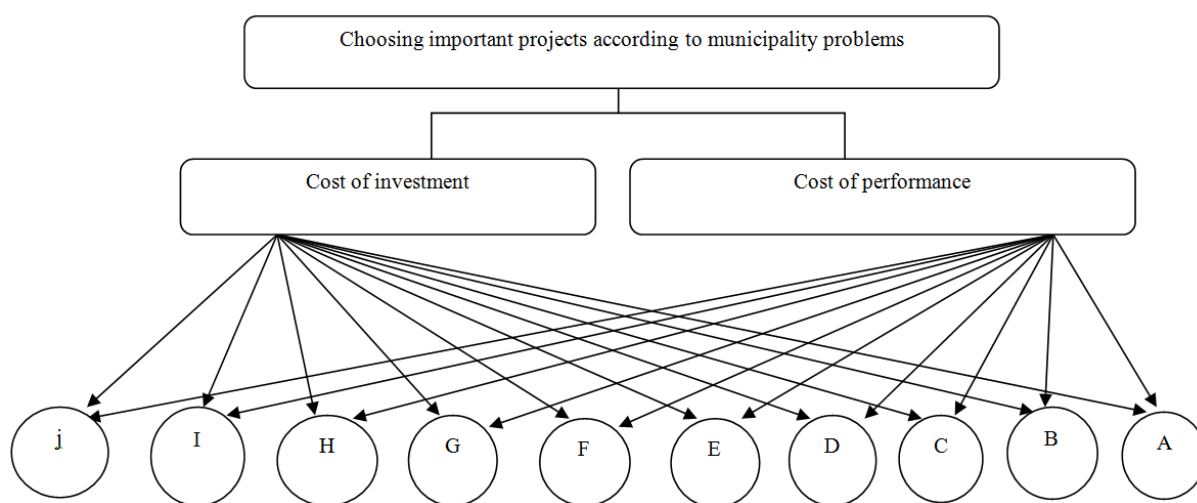 Choosing important projects according to municipality problems
Cost of investment
Cost of performance
j
I
H
G
F
E
D
C
B
A